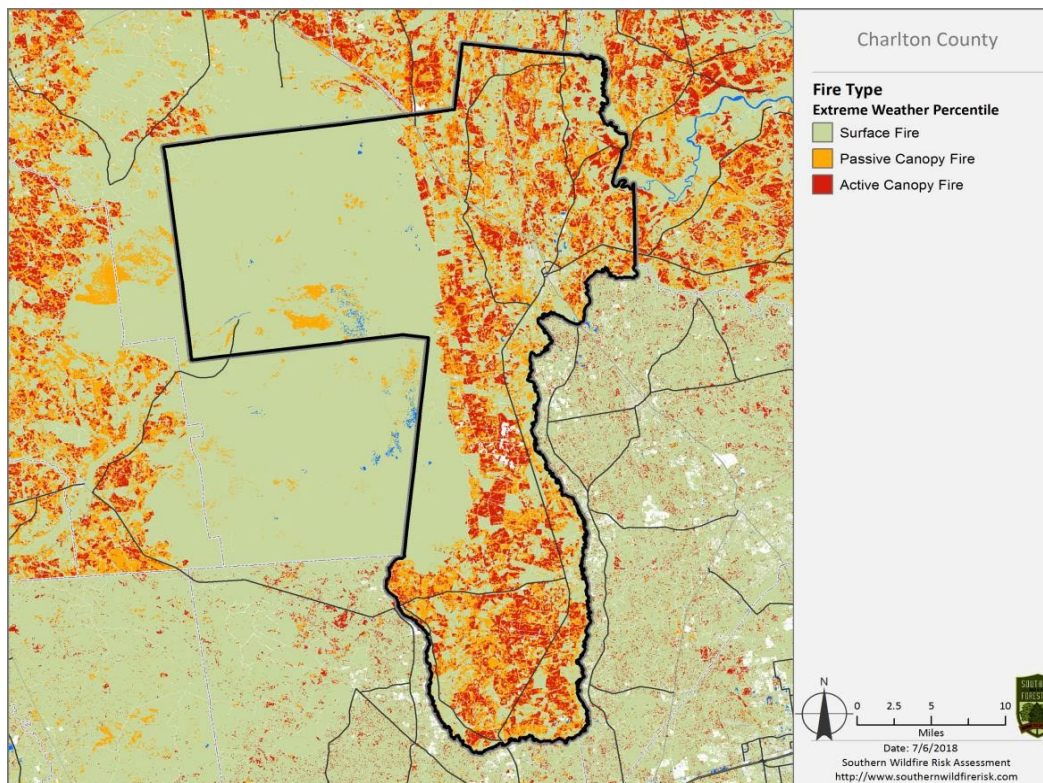 Charlton County
Fire Type
Extreme Weather Percentile
Surface Fire
Passive Canopy Fire
Active Canopy Fire
N
0 2.5 5 10
Miles
Date: 7/6/2018
Southern Wildfire Risk Assessment
http://www.southernwildfirerisk.com